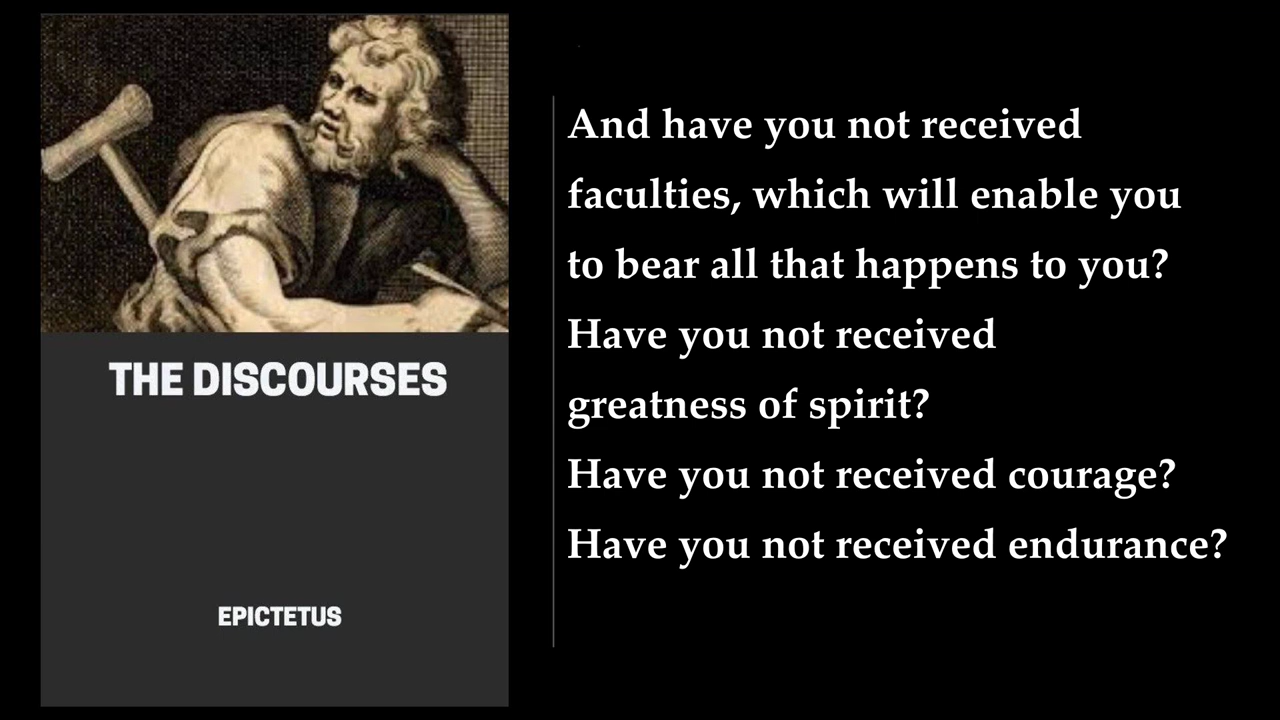 THE DISCOURSES
EPICTETUS
And have you not received
faculties, which will enable you
to bear all that happens to you?
Have you not received
greatness of spirit?
Have you not received courage?
Have you not received endurance?